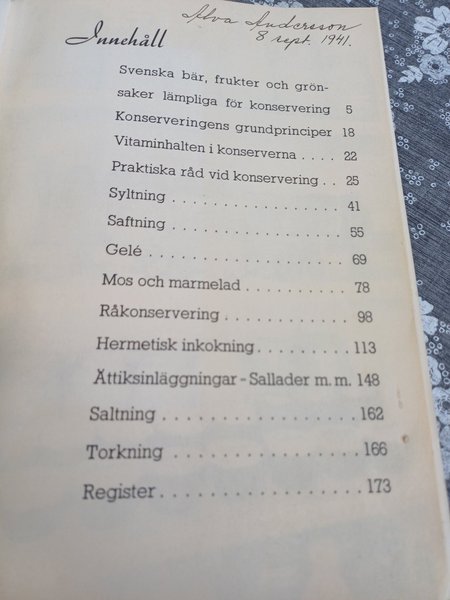 Alva Andersson
8 sept. 1941.
Innehåll
Svenska bär, frukter och grön-
saker lämpliga för konservering 5
Konserveringens grundprinciper 18
Vitaminhalten i konserverna .... 22
Praktiska råd vid konservering .. 25
Syltning .................. 41
Saftning .................. 55
Gelé ..................... 69
Mos och marmelad ......... 78
Råkonservering ............. 98
Hermetisk inkokning......... 113
Ättiksinläggningar - Sallader m. m. 148
Saltning .................. 162
Torkning ................. 166
Register................... 173